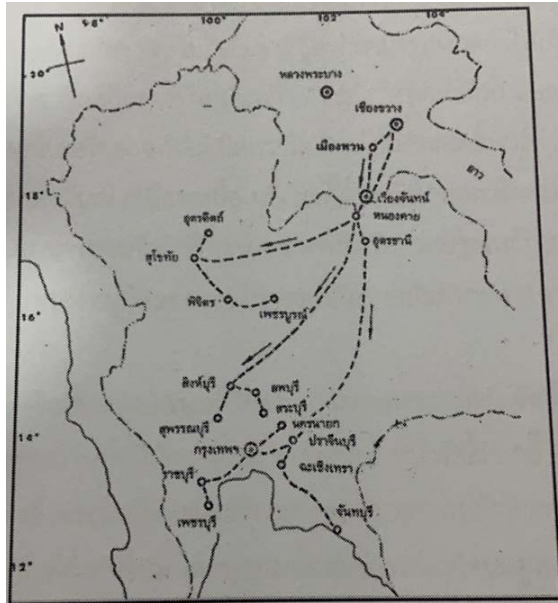 98
100
102
104
N
20
หลวงพระบาง
เชียงขวาง
เมืองพวน
ลาว
18
เวียงจันทน์
หนองคาย
อุดรธานี
อุตรดิตถ์
สุโขทัย
พิจิตร
เพชรบูรณ์
16
สิงห์บุรี
ลพบุรี
สระบุรี
สุพรรณบุรี
นครนายก
14
กรุงเทพฯ
ปราจีนบุรี
ฉะเชิงเทรา
ราชบุรี
เพชรบุรี
จันทบุรี
12